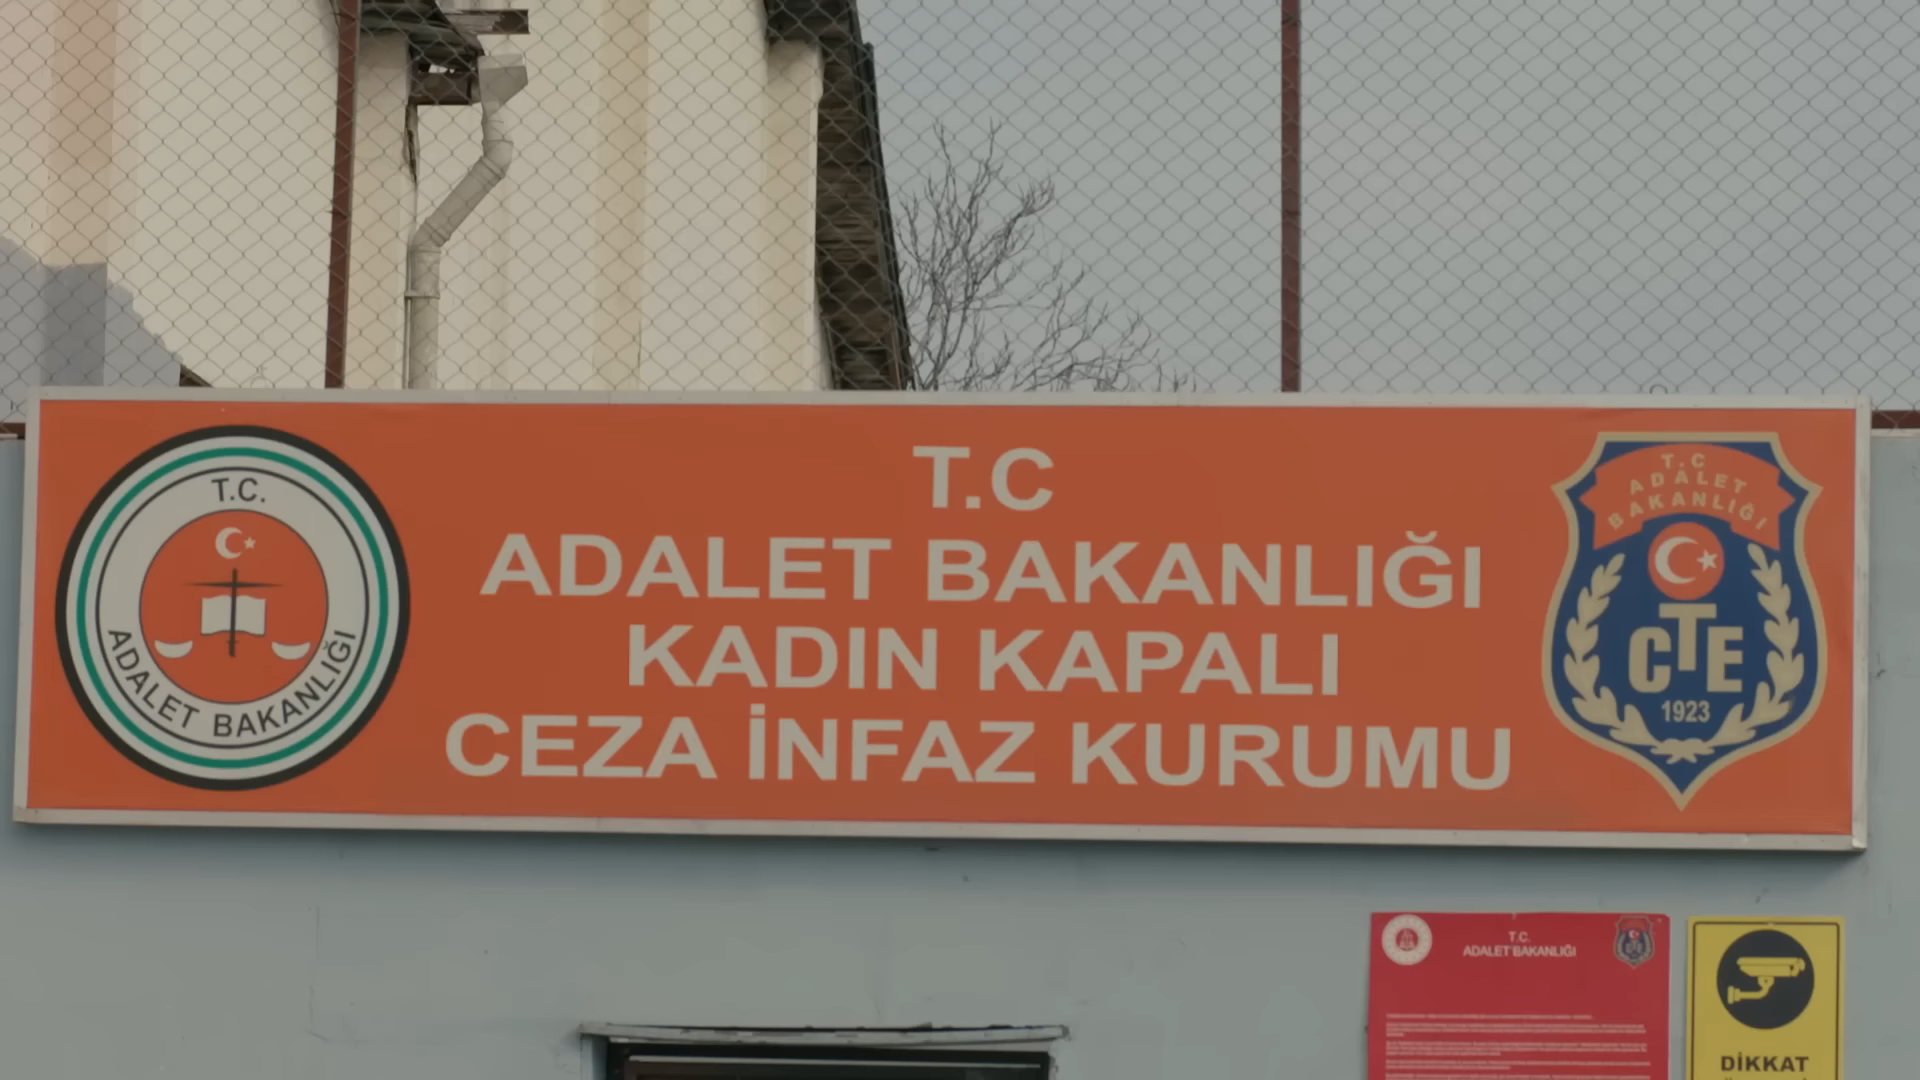 T.C
ADALET BAKANLIĞI
KADIN KAPALI
CEZA İNFAZ KURUMU
T.C.
ADALET BAKANLIĞI
T.C
ADALET
BAKANLIĞI
CTE
1923
T.C.
ADALET BAKANLIĞI
DİKKAT